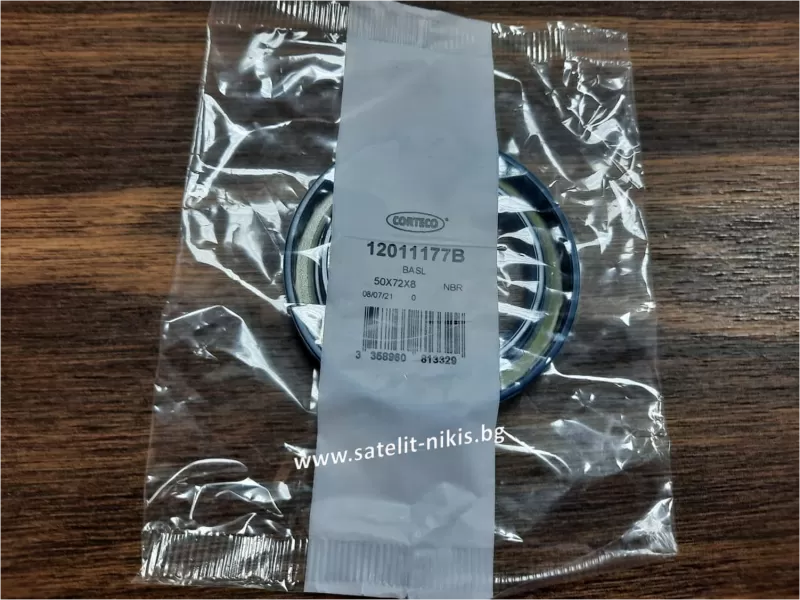 CORTECO®
12011177B
BASL
50X72X8 NBR
08/07/21 0
3 358960 813329
www.satelit-nikis.bg